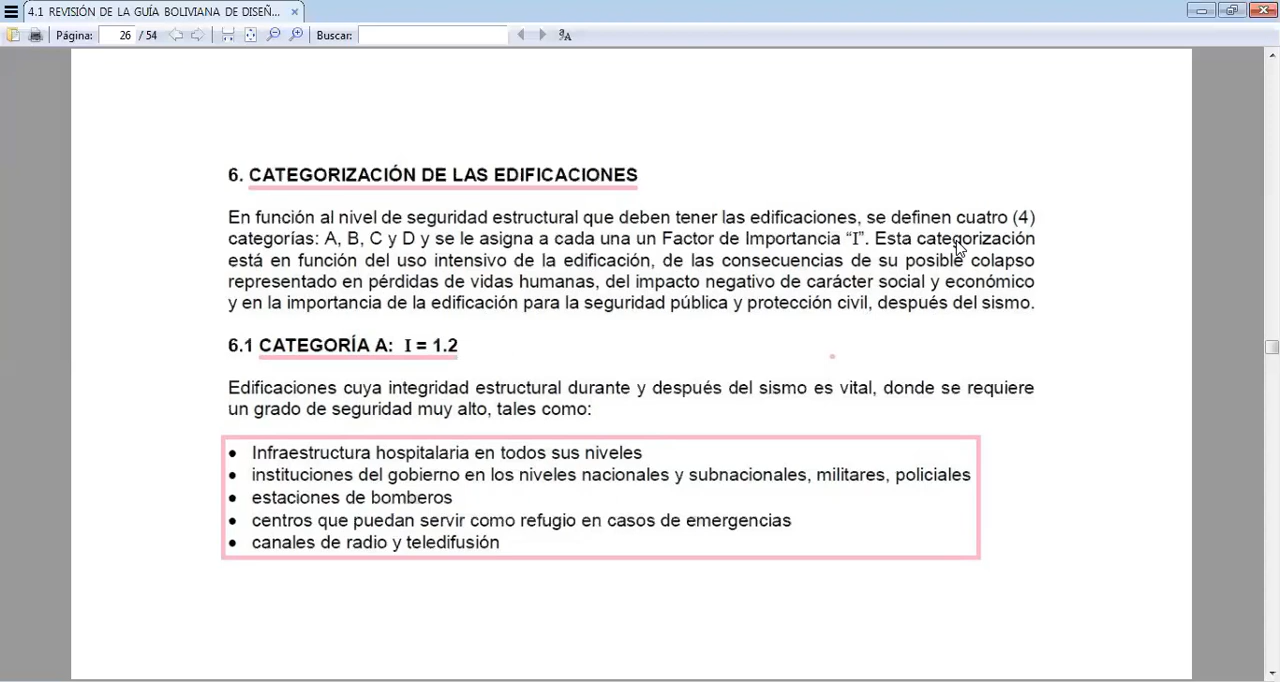 4.1 REVISIÓN DE LA GUÍA BOLIVIANA DE DISEÑ...
Página: 26 / 54 Buscar:
6. CATEGORIZACIÓN DE LAS EDIFICACIONES
En función al nivel de seguridad estructural que deben tener las edificaciones, se definen cuatro (4)
categorías: A, B, C y D y se le asigna a cada una un Factor de Importancia “I”. Esta categorización
está en función del uso intensivo de la edificación, de las consecuencias de su posible colapso
representado en pérdidas de vidas humanas, del impacto negativo de carácter social y económico
y en la importancia de la edificación para la seguridad pública y protección civil, después del sismo.
6.1 CATEGORÍA A: I = 1.2
Edificaciones cuya integridad estructural durante y después del sismo es vital, donde se requiere
un grado de seguridad muy alto, tales como:
• Infraestructura hospitalaria en todos sus niveles
• instituciones del gobierno en los niveles nacionales y subnacionales, militares, policiales
• estaciones de bomberos
• centros que puedan servir como refugio en casos de emergencias
• canales de radio y teledifusión